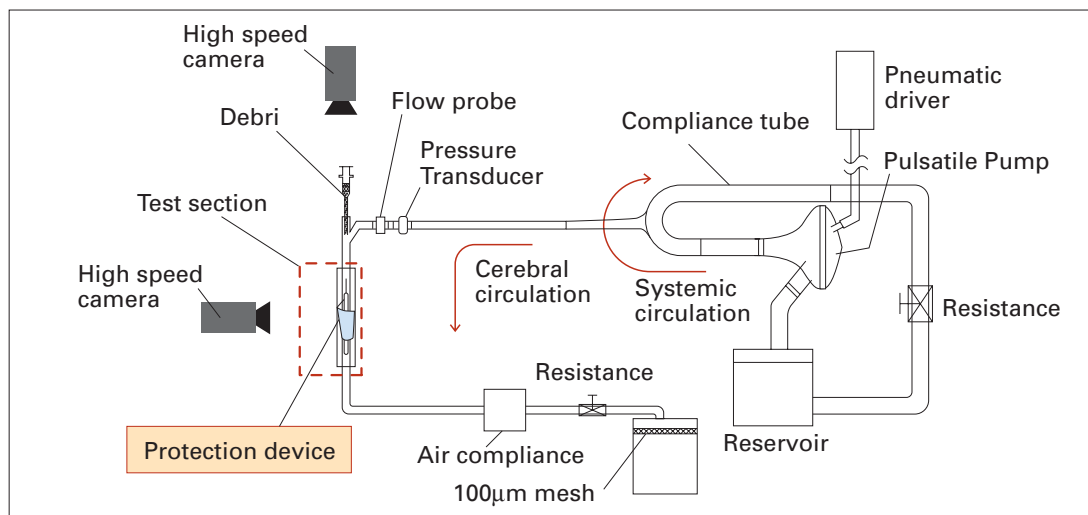 High speed
camera
Debri
Flow probe
Pressure
Transducer
Test section
High speed
camera
Compliance tube
Pneumatic
driver
Pulsatile Pump
Cerebral
circulation
Systemic
circulation
Resistance
Resistance
Protection device
Air compliance
100μm mesh
Reservoir